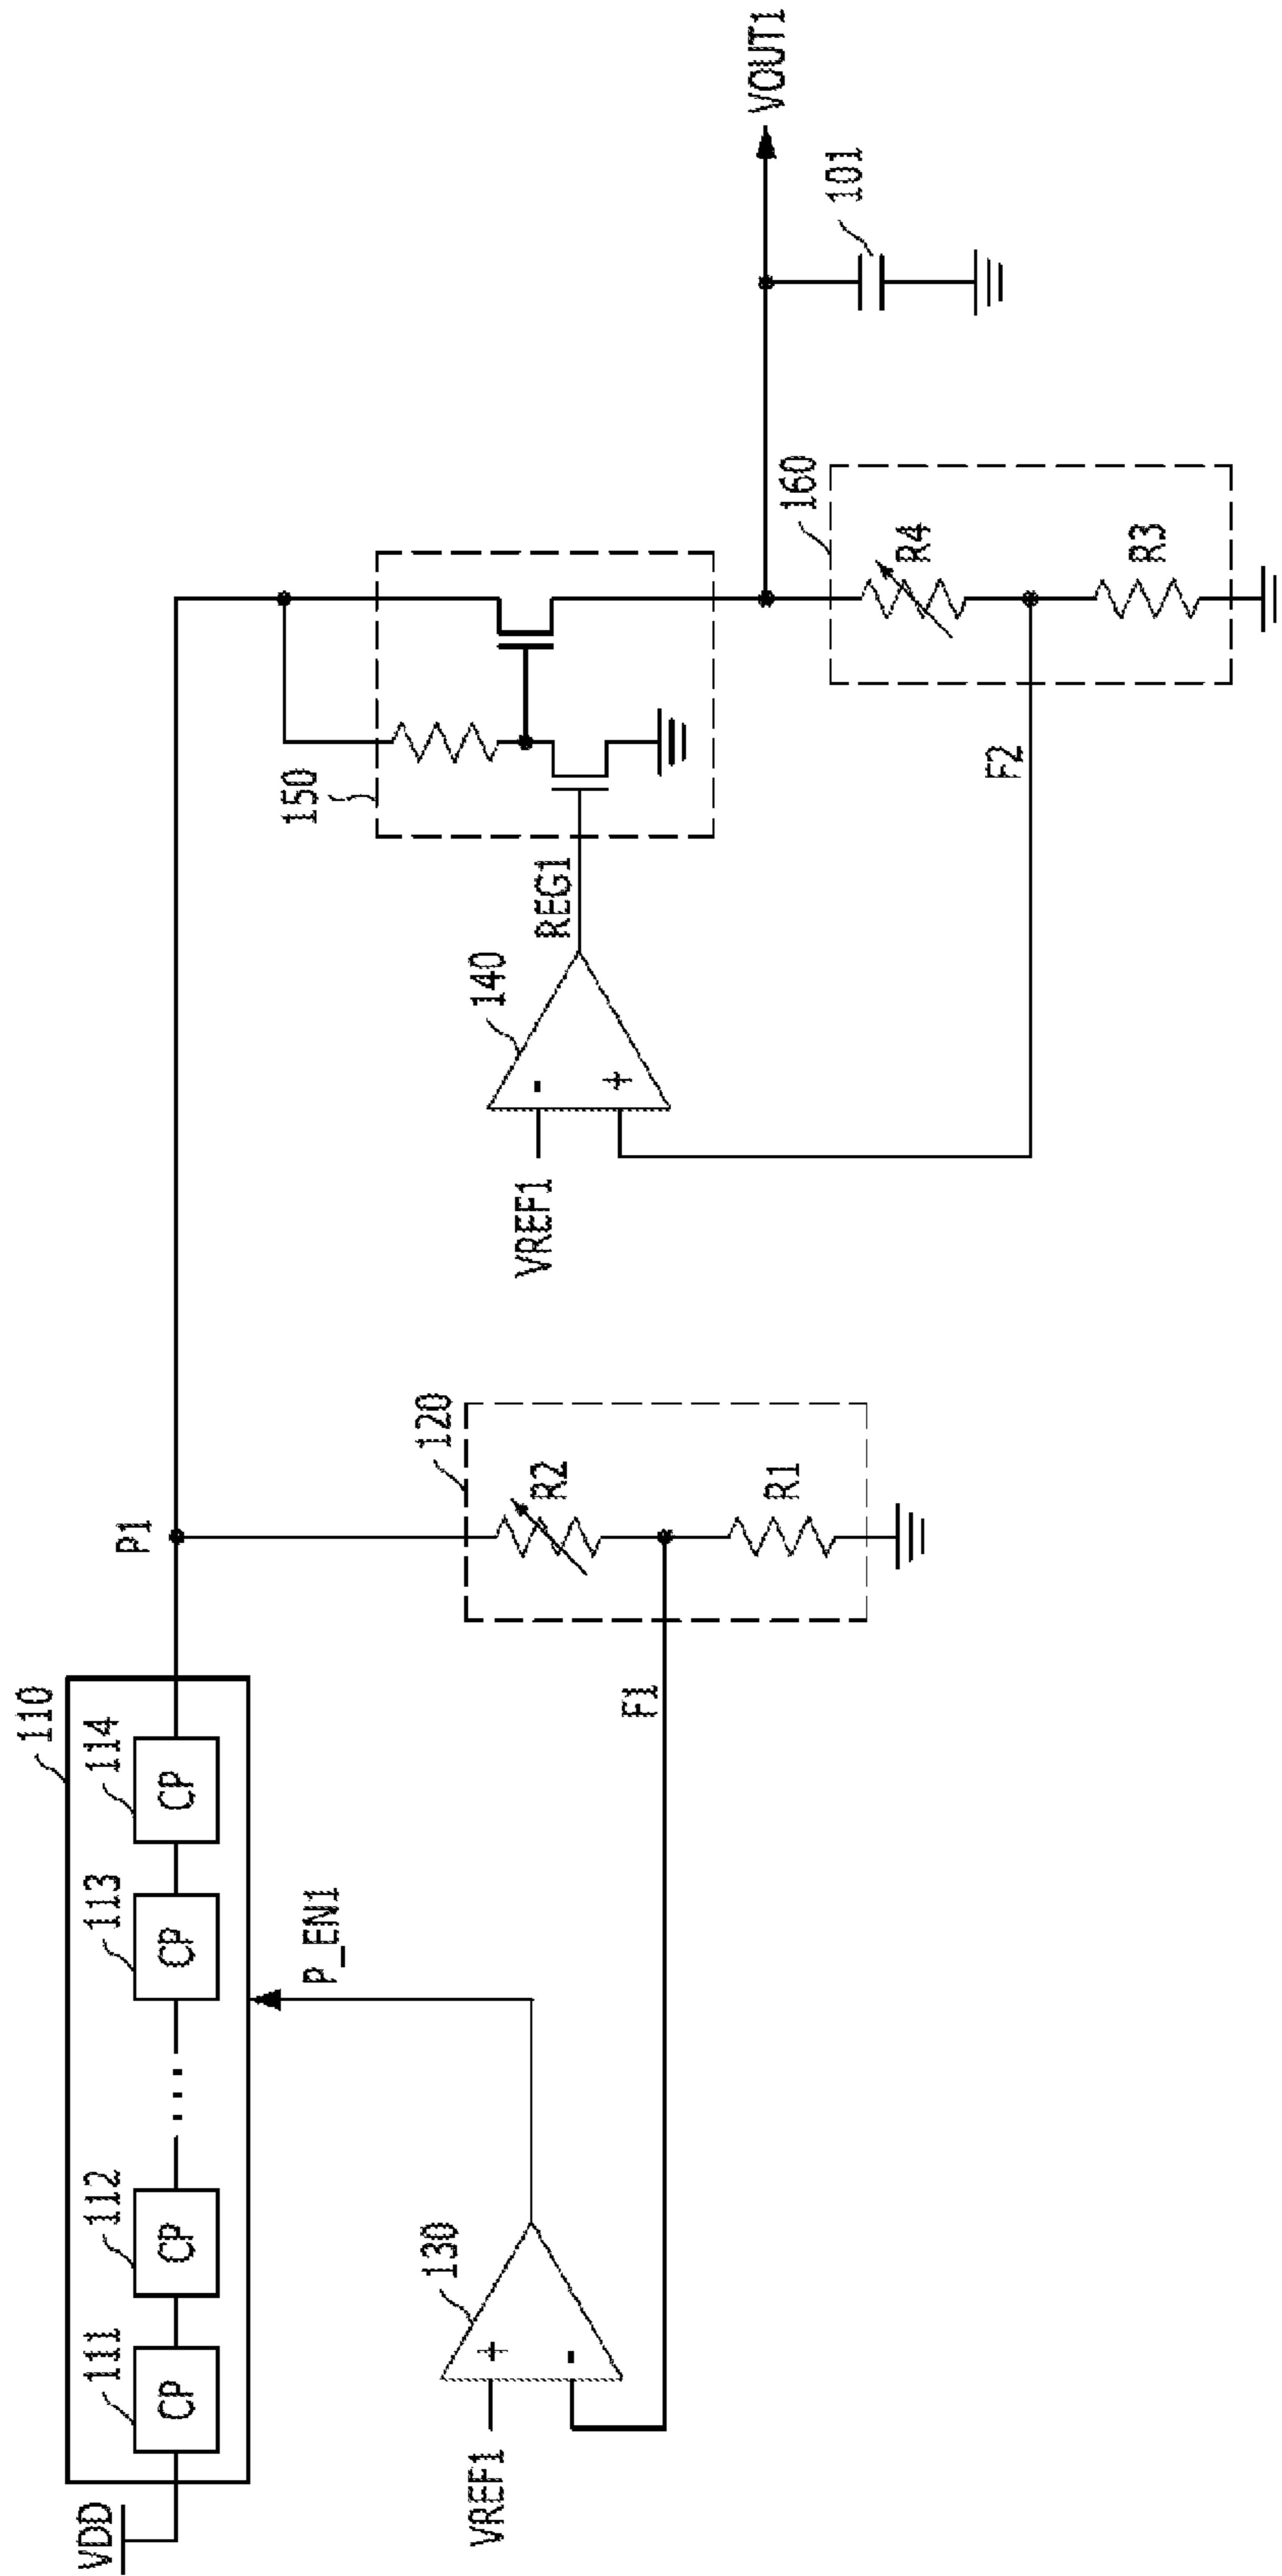 110
VDD
111
112
113
114
CP
CP
...
CP
CP
P1
P_EN1
130
VREF1
+
-
F1
120
R2
R1
150
140
REG1
VREF1
-
+
F2
160
R4
R3
VOUT1
101